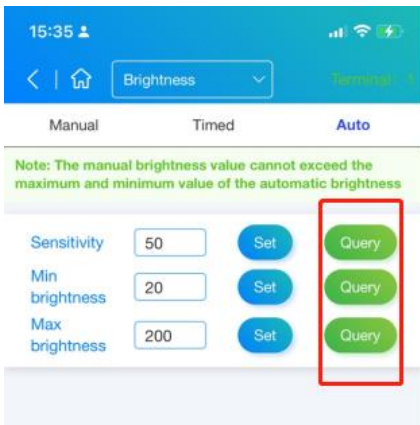 15:35
Brightness
Terminal: 1
Manual Timed Auto
Note: The manual brightness value cannot exceed the
maximum and minimum value of the automatic brightness
Sensitivity 50 Set Query
Min
brightness 20 Set Query
Max
brightness 200 Set Query